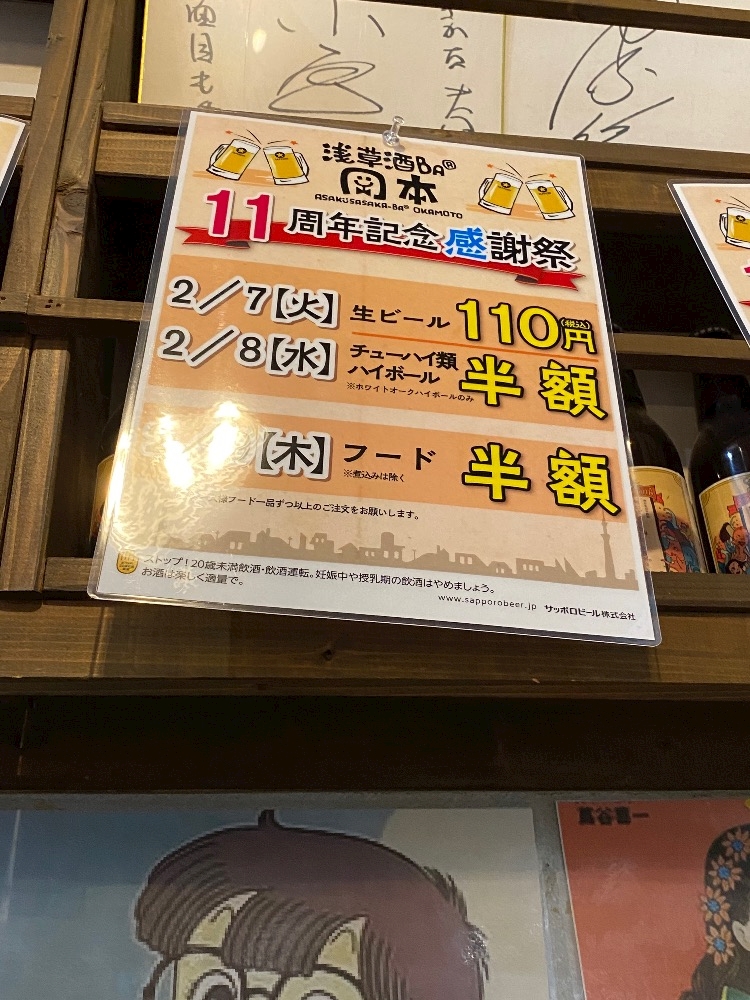 浅草酒BA®
岡本
ASAKUSASAKA-BA® OKAMOTO
11周年記念感謝祭
2/7【火】
2/8【水】
生ビール 110円(税込)
チューハイ類
ハイボール
半額
※ホワイトオークハイボールのみ
【木】
フード 半額
※煮込みは除く
フード一品ずつ以上のご注文をお願いします。
ストップ!20歳未満飲酒・飲酒運転。妊娠中や授乳期の飲酒はやめましょう。
お酒は楽しく適量で。
www.sapporobeer.jp サッポロビール株式会社